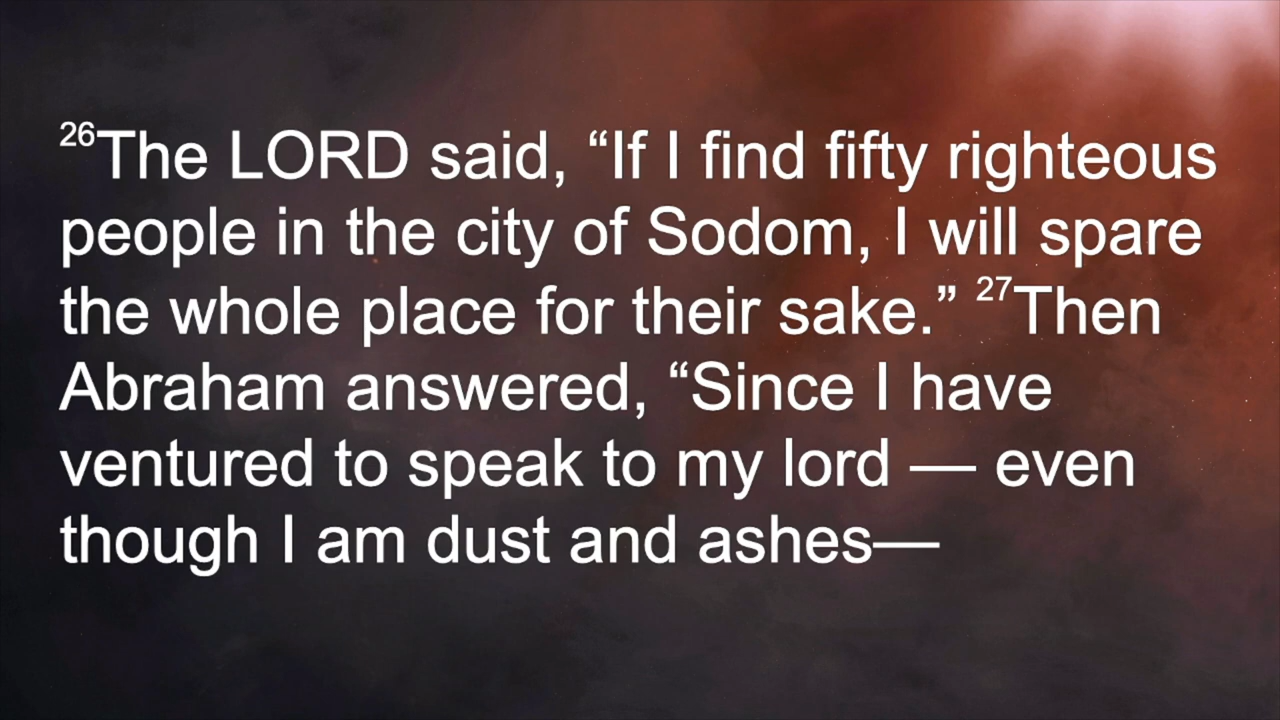 26The LORD said, “If I find fifty righteous
people in the city of Sodom, I will spare
the whole place for their sake.” 27Then
Abraham answered, “Since I have
ventured to speak to my lord — even
though I am dust and ashes—